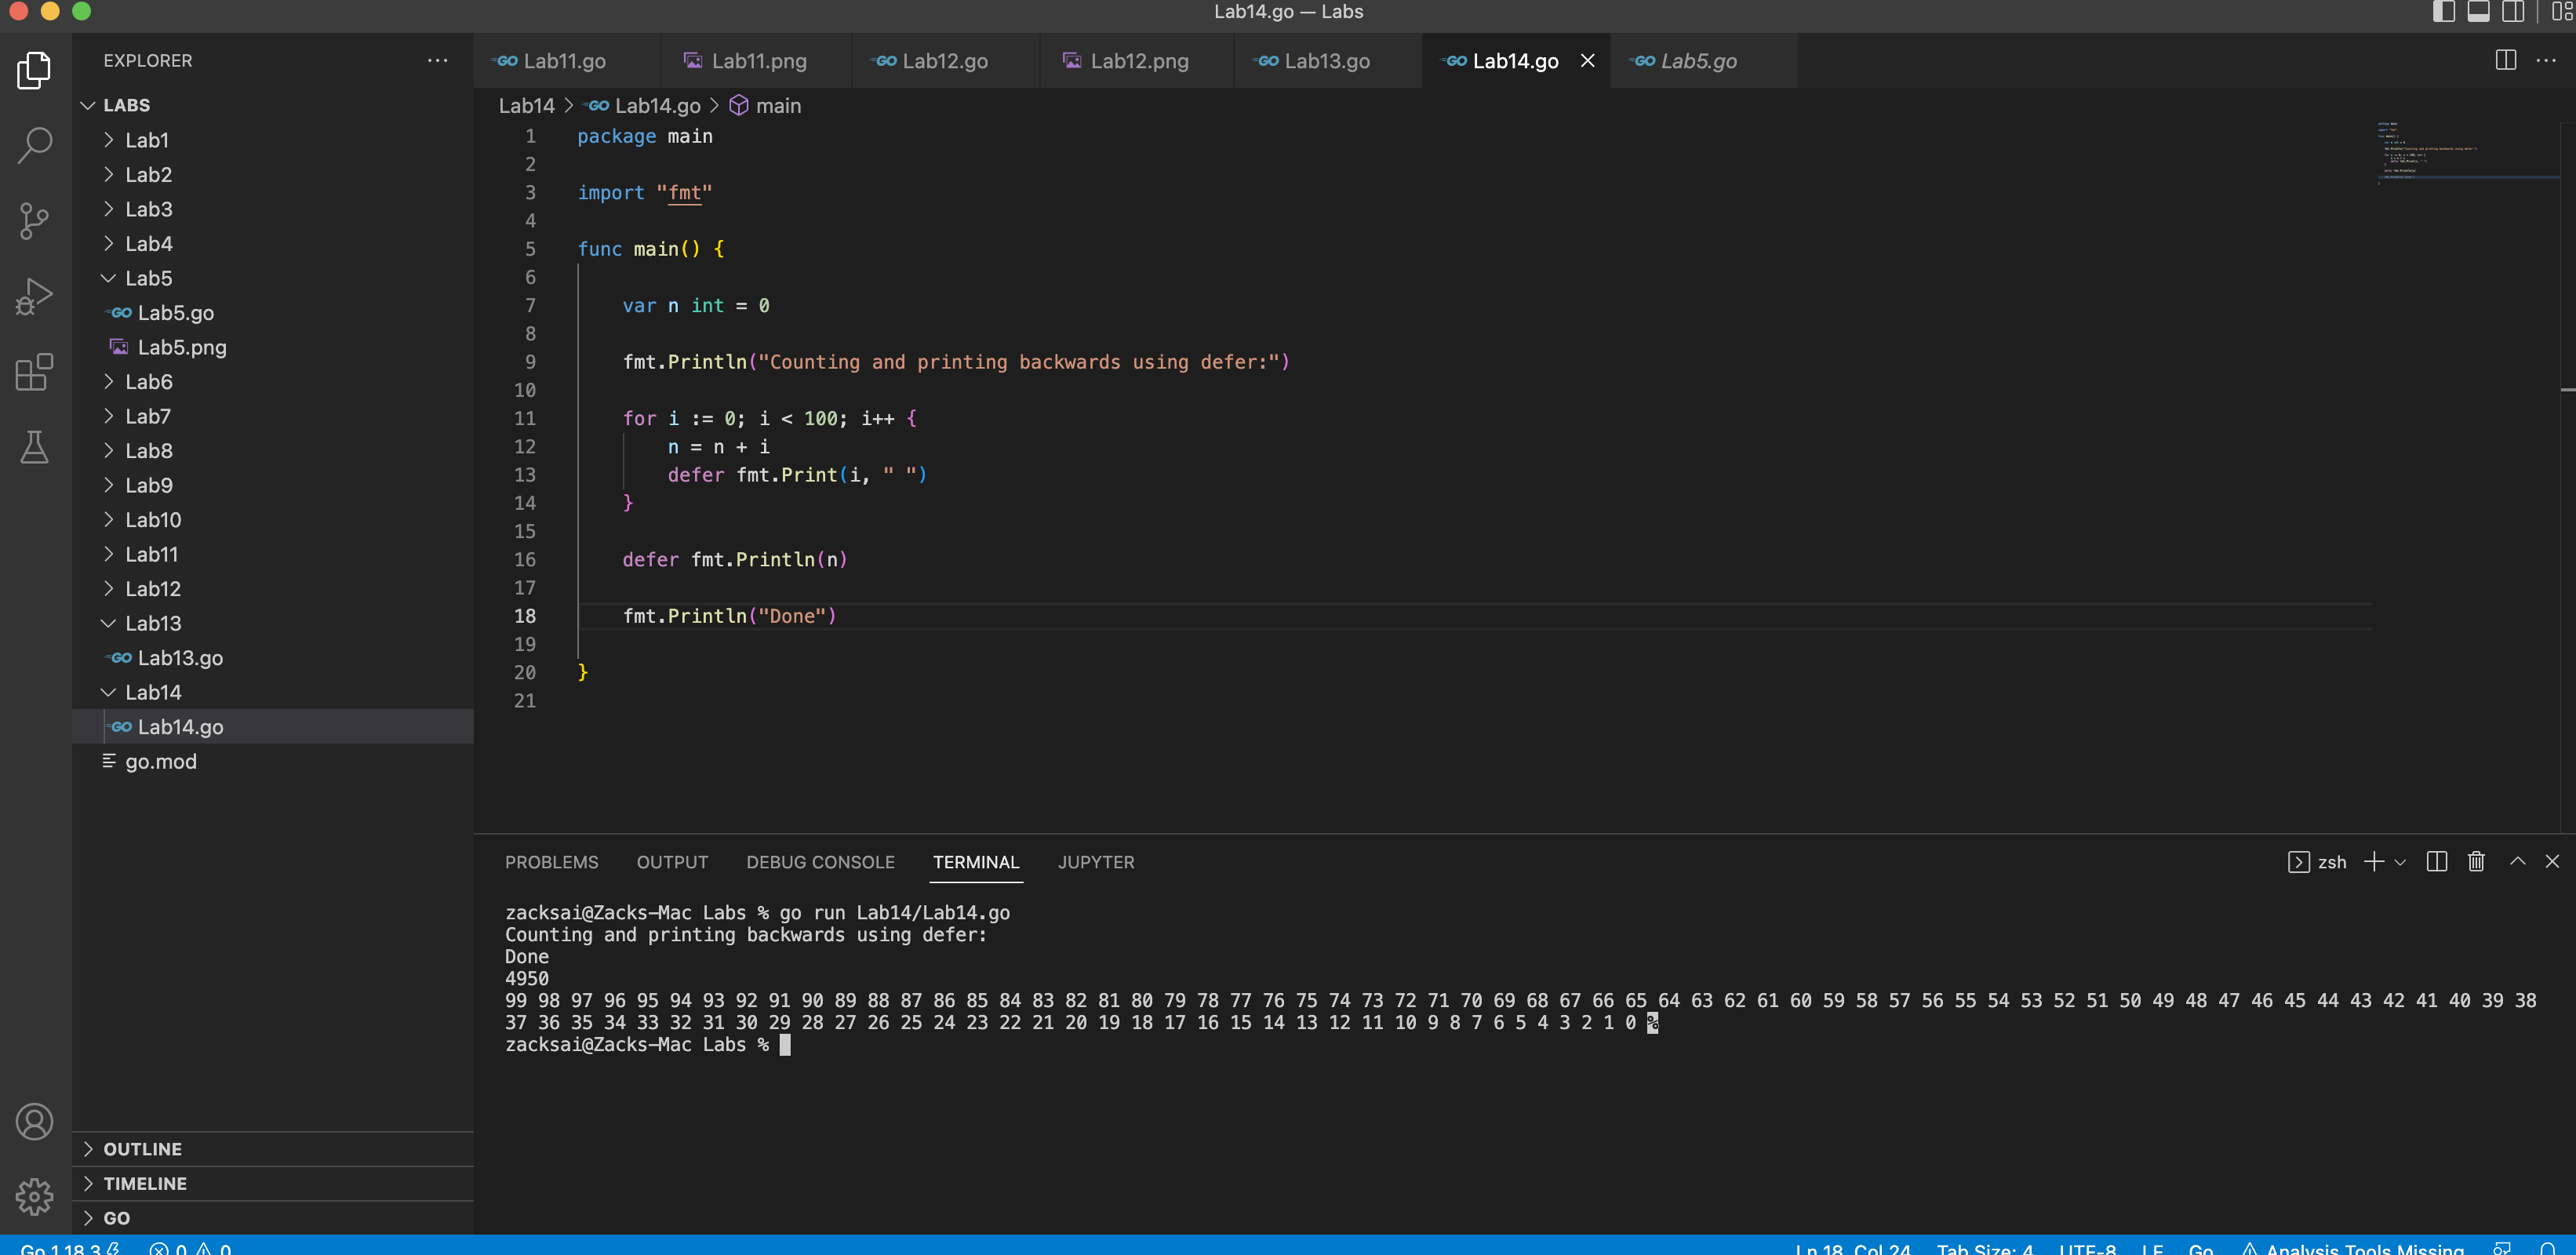 Lab14.go — Labs
EXPLORER
LABS
Lab1
Lab2
Lab3
Lab4
Lab5
GO Lab5.go
Lab5.png
Lab6
Lab7
Lab8
Lab9
Lab10
Lab11
Lab12
Lab13
GO Lab13.go
Lab14
GO Lab14.go
go.mod
OUTLINE
TIMELINE
GO
GO Lab11.go Lab11.png GO Lab12.go Lab12.png GO Lab13.go GO Lab14.go GO Lab5.go
Lab14 > GO Lab14.go > main
1 package main
2
3 import "fmt"
4
5 func main() {
6
7 var n int = 0
8
9 fmt.Println("Counting and printing backwards using defer:")
10
11 for i := 0; i < 100; i++ {
12 n = n + i
13 defer fmt.Print(i, " ")
14 }
15
16 defer fmt.Println(n)
17
18 fmt.Println("Done")
19
20 }
21
PROBLEMS OUTPUT DEBUG CONSOLE TERMINAL JUPYTER zsh
zacksai@Zacks-Mac Labs % go run Lab14/Lab14.go
Counting and printing backwards using defer:
Done
4950
99 98 97 96 95 94 93 92 91 90 89 88 87 86 85 84 83 82 81 80 79 78 77 76 75 74 73 72 71 70 69 68 67 66 65 64 63 62 61 60 59 58 57 56 55 54 53 52 51 50 49 48 47 46 45 44 43 42 41 40 39 38
37 36 35 34 33 32 31 30 29 28 27 26 25 24 23 22 21 20 19 18 17 16 15 14 13 12 11 10 9 8 7 6 5 4 3 2 1 0 %
zacksai@Zacks-Mac Labs %
Go 1.18.3 0 0 Ln 18, Col 24 Tab Size: 4 UTF-8 LF Go Analysis Tools Missing